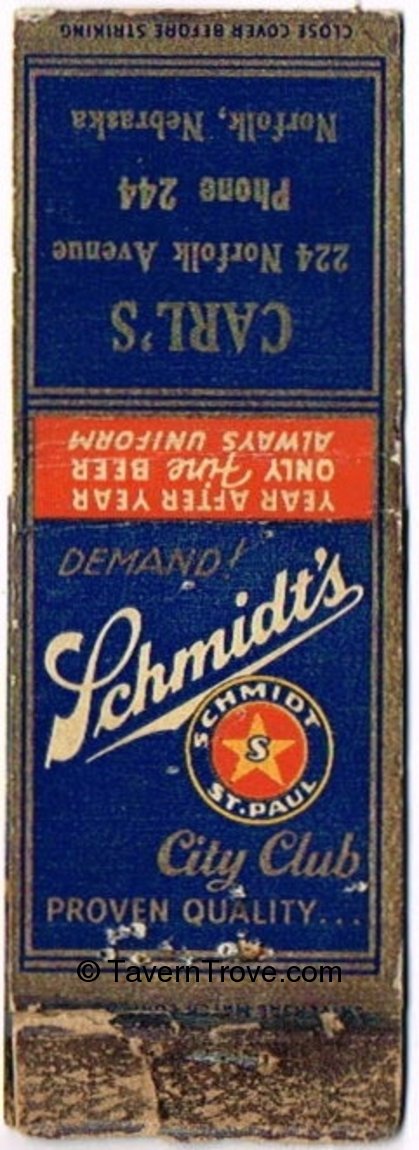 CLOSE COVER BEFORE STRIKING
CARL'S
224 Norfolk Avenue
Phone 244
Norfolk, Nebraska
YEAR AFTER YEAR
ONLY Fine BEER
ALWAYS UNIFORM
DEMAND!
Schmidt's
SCHMIDT
S
ST. PAUL
City Club
PROVEN QUALITY...
© TavernTrove.com